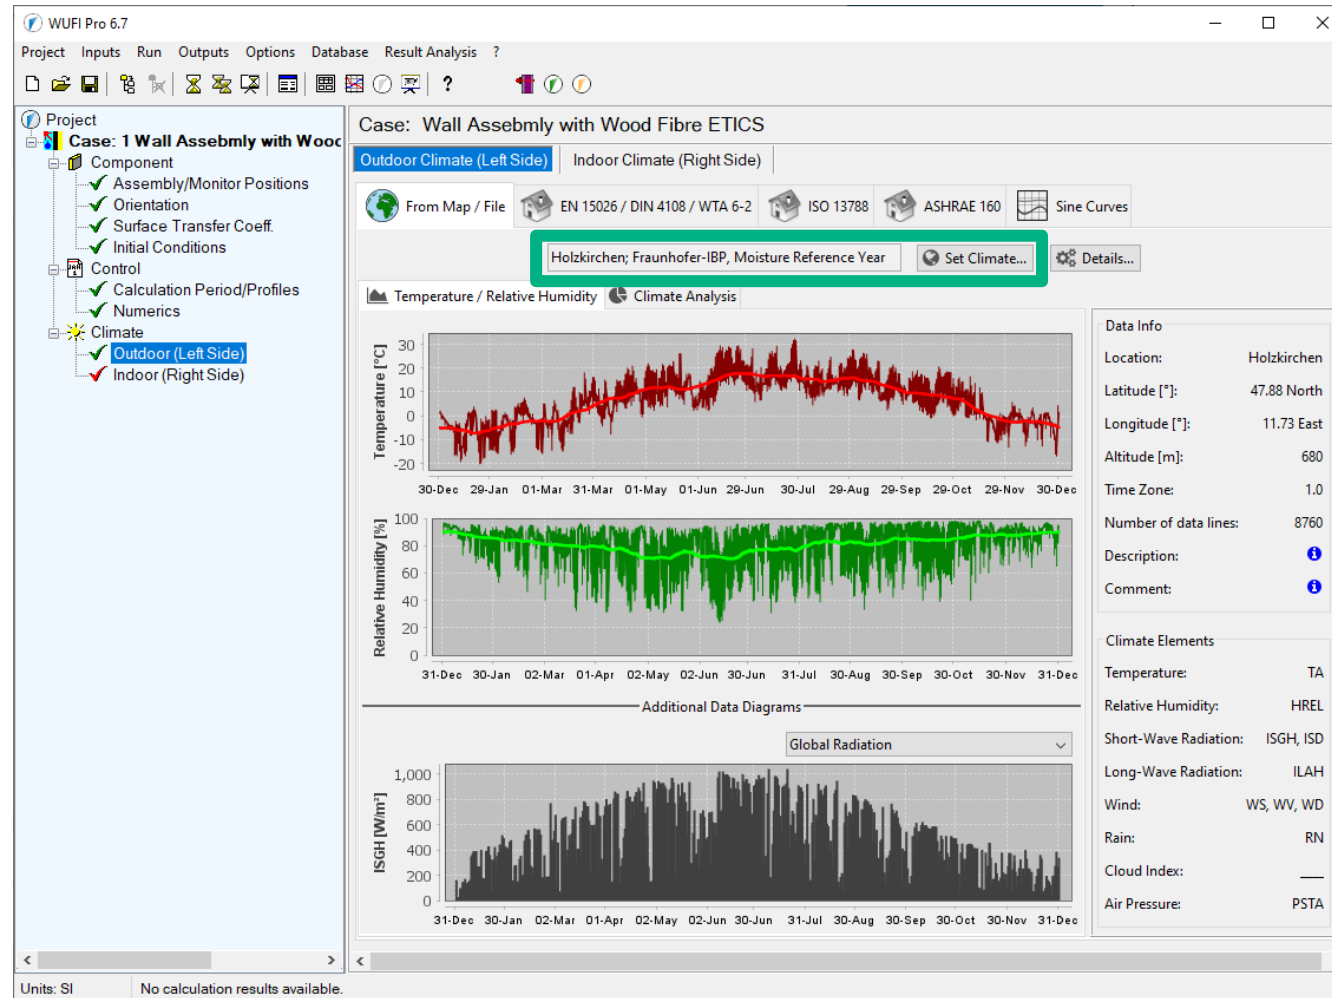 WUFI Pro 6.7
Project Inputs Run Outputs Options Database Result Analysis ?
?
Project
Case: 1 Wall Assebmly with Wood
Component
Assembly/Monitor Positions
Orientation
Surface Transfer Coeff.
Initial Conditions
Control
Calculation Period/Profiles
Numerics
Climate
Outdoor (Left Side)
Indoor (Right Side)
Case: Wall Assebmly with Wood Fibre ETICS
Outdoor Climate (Left Side) Indoor Climate (Right Side)
From Map / File EN 15026 / DIN 4108 / WTA 6-2 ISO 13788 ASHRAE 160 Sine Curves
Holzkirchen; Fraunhofer-IBP, Moisture Reference Year Set Climate... Details...
Temperature / Relative Humidity Climate Analysis
Temperature [°C]
30
20
10
0
-10
-20
30-Dec 29-Jan 01-Mar 31-Mar 01-May 01-Jun 29-Jun 30-Jul 29-Aug 29-Sep 29-Oct 29-Nov 30-Dec
Relative Humidity [%]
100
80
60
40
20
0
31-Dec 30-Jan 02-Mar 01-Apr 02-May 02-Jun 30-Jun 31-Jul 30-Aug 30-Sep 30-Oct 30-Nov 31-Dec
Additional Data Diagrams
Global Radiation
ISGH [W/m²]
1,000
800
600
400
200
0
31-Dec 30-Jan 02-Mar 01-Apr 02-May 02-Jun 30-Jun 31-Jul 30-Aug 30-Sep 30-Oct 30-Nov 31-Dec
Data Info
Location: Holzkirchen
Latitude [°]: 47.88 North
Longitude [°]: 11.73 East
Altitude [m]: 680
Time Zone: 1.0
Number of data lines: 8760
Description:
Comment:
Climate Elements
Temperature: TA
Relative Humidity: HREL
Short-Wave Radiation: ISGH, ISD
Long-Wave Radiation: ILAH
Wind: WS, WV, WD
Rain: RN
Cloud Index: ___
Air Pressure: PSTA
Units: SI No calculation results available.